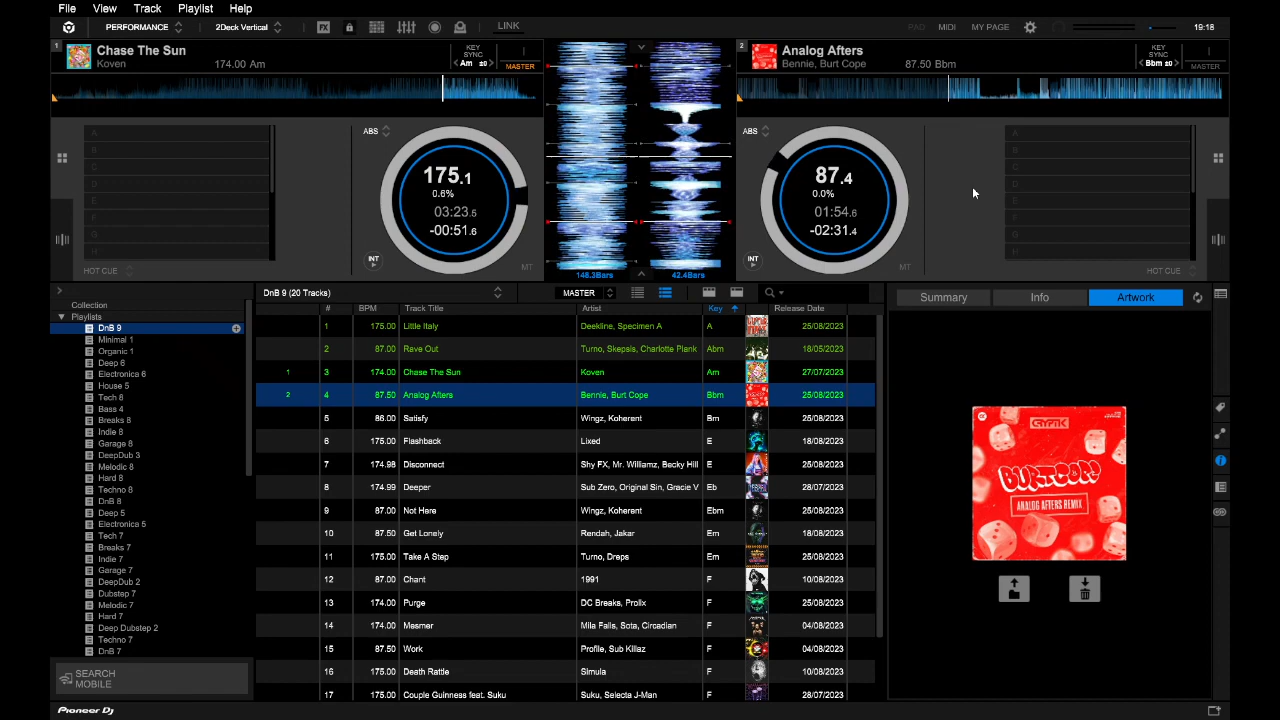 File View Track Playlist Help
PERFORMANCE 2Deck Vertical FX LINK PAD MIDI MY PAGE 19:16
1 Chase The Sun KEY SYNC
Koven 174.00 Am Am ±0 MASTER
2 Analog Afters KEY SYNC
Bennie, Burt Cope 87.50 Bbm Bbm ±0 MASTER
A
B
C
D
E
F
G
H
HOT CUE
ABS
175.1
0.6%
03:23.6
-00:51.6
INT MT
148.3Bars 42.4Bars
ABS
87.4
0.0%
01:54.6
-02:31.4
INT MT
A
B
C
D
E
F
G
H
HOT CUE
Collection
Playlists
DnB 9
Minimal 1
Organic 1
Deep 6
Electronica 6
House 5
Tech 8
Bass 4
Breaks 8
Indie 8
Garage 8
DeepDub 3
Melodic 8
Hard 8
Techno 8
DnB 8
Deep 5
Electronica 5
Tech 7
Breaks 7
Indie 7
Garage 7
DeepDub 2
Dubstep 7
Melodic 7
Hard 7
Deep Dubstep 2
Techno 7
DnB 7
SEARCH
MOBILE
DnB 9 (20 Tracks) MASTER
# BPM Track Title Artist Key Release Date
1 175.00 Little Italy Deekline, Specimen A A 25/08/2023
2 87.00 Rave Out Turno, Skepsis, Charlotte Plank Abm 18/05/2023
1 3 174.00 Chase The Sun Koven Am 27/07/2023
2 4 87.50 Analog Afters Bennie, Burt Cope Bbm 25/08/2023
5 86.00 Satisfy Wingz, Koherent Bm 25/08/2023
6 175.00 Flashback Lixed E 18/08/2023
7 174.98 Disconnect Shy FX, Mr. Williamz, Becky Hill E 25/08/2023
8 174.99 Deeper Sub Zero, Original Sin, Gracie V Eb 28/07/2023
9 87.00 Not Here Wingz, Koherent Ebm 25/08/2023
10 87.00 Get Lonely Rendah, Jakar Em 18/08/2023
11 175.00 Take A Step Turno, Dreps Em 25/08/2023
12 87.00 Chant 1991 F 10/08/2023
13 174.00 Purge DC Breaks, Prolix F 25/08/2023
14 174.00 Mesmer Mila Falls, Sota, Circadian F 04/08/2023
15 87.50 Work Profile, Sub Killaz F 04/08/2023
16 175.00 Death Rattle Simula F 10/08/2023
17 175.00 Couple Guinness feat. Suku Suku, Selecta J-Man F 28/07/2023
Summary Info Artwork
BURTCOPE
ANALOG AFTERS REMIX
Pioneer Dj